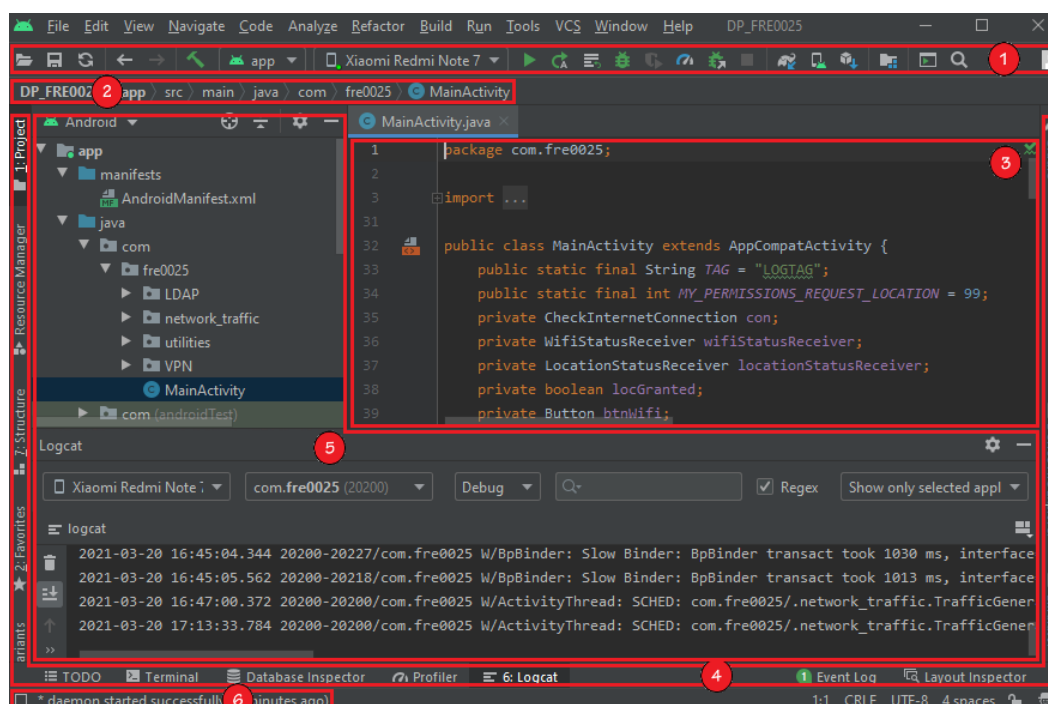 File Edit View Navigate Code Analyze Refactor Build Run Tools VCS Window Help DP_FRE0025
app Xiaomi Redmi Note 7 1
DP_FRE002 2 app src main java com fre0025 MainActivity
1: Project
Resource Manager
7: Structure
2: Favorites
ariants
Android
app
manifests
AndroidManifest.xml
java
com
fre0025
LDAP
network_traffic
utilities
VPN
MainActivity
com (androidTest)
MainActivity.java
3
1 package com.fre0025;
2
3 import ...
31
32 public class MainActivity extends AppCompatActivity {
33 public static final String TAG = "LOGTAG";
34 public static final int MY_PERMISSIONS_REQUEST_LOCATION = 99;
35 private CheckInternetConnection con;
36 private WifiStatusReceiver wifiStatusReceiver;
37 private LocationStatusReceiver locationStatusReceiver;
38 private boolean locGranted;
39 private Button btnWifi;
Logcat 5
Xiaomi Redmi Note 7 com.fre0025 (20200) Debug Regex Show only selected appl
logcat
2021-03-20 16:45:04.344 20200-20227/com.fre0025 W/BpBinder: Slow Binder: BpBinder transact took 1030 ms, interface
2021-03-20 16:45:05.562 20200-20218/com.fre0025 W/BpBinder: Slow Binder: BpBinder transact took 1013 ms, interface
2021-03-20 16:47:00.372 20200-20200/com.fre0025 W/ActivityThread: SCHED: com.fre0025/.network_traffic.TrafficGener
2021-03-20 17:13:33.784 20200-20200/com.fre0025 W/ActivityThread: SCHED: com.fre0025/.network_traffic.TrafficGener
TODO Terminal Database Inspector Profiler 6: Logcat 4 1 Event Log Layout Inspector
* daemon started successfully 6 inutes ago) 1:1 CRLF UTF-8 4 spaces